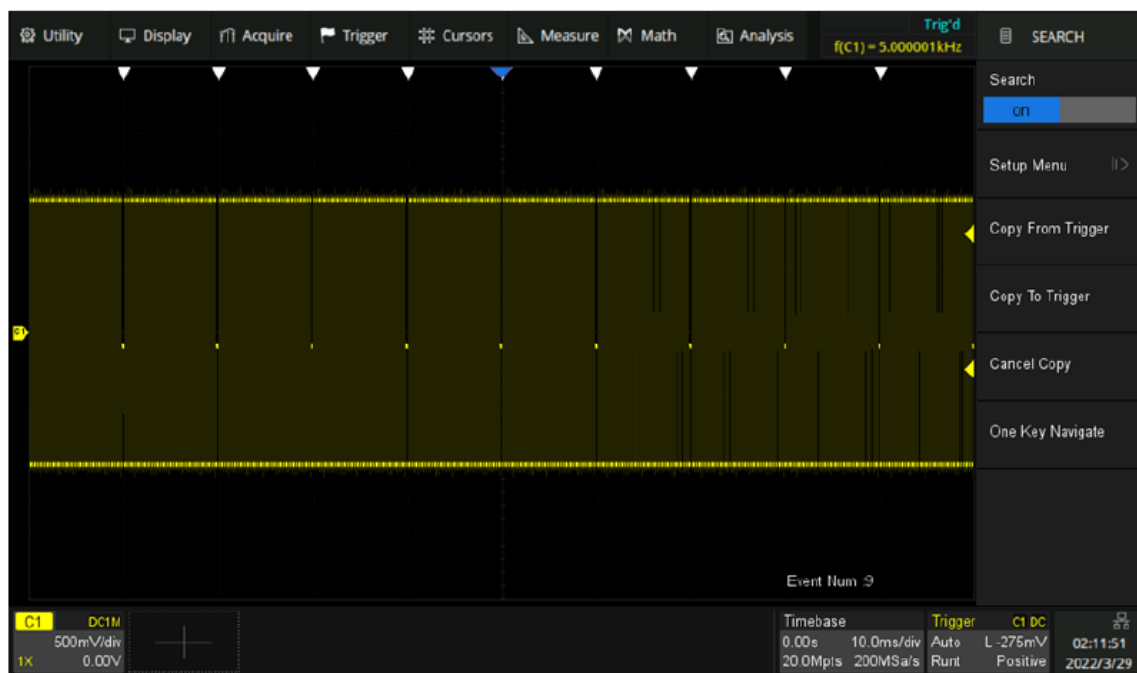 Utility Display Acquire Trigger Cursors Measure Math Analysis
Trig'd
f(C1) = 5.000001kHz
SEARCH
Search
on
Setup Menu
Copy From Trigger
Copy To Trigger
Cancel Copy
One Key Navigate
C1
Event Num :9
C1 DC1M
500mV/div
1X 0.00V
Timebase
0.00s 10.0ms/div
20.0Mpts 200MSa/s
Trigger C1 DC
Auto L -275mV
Runt Positive
02:11:51
2022/3/29